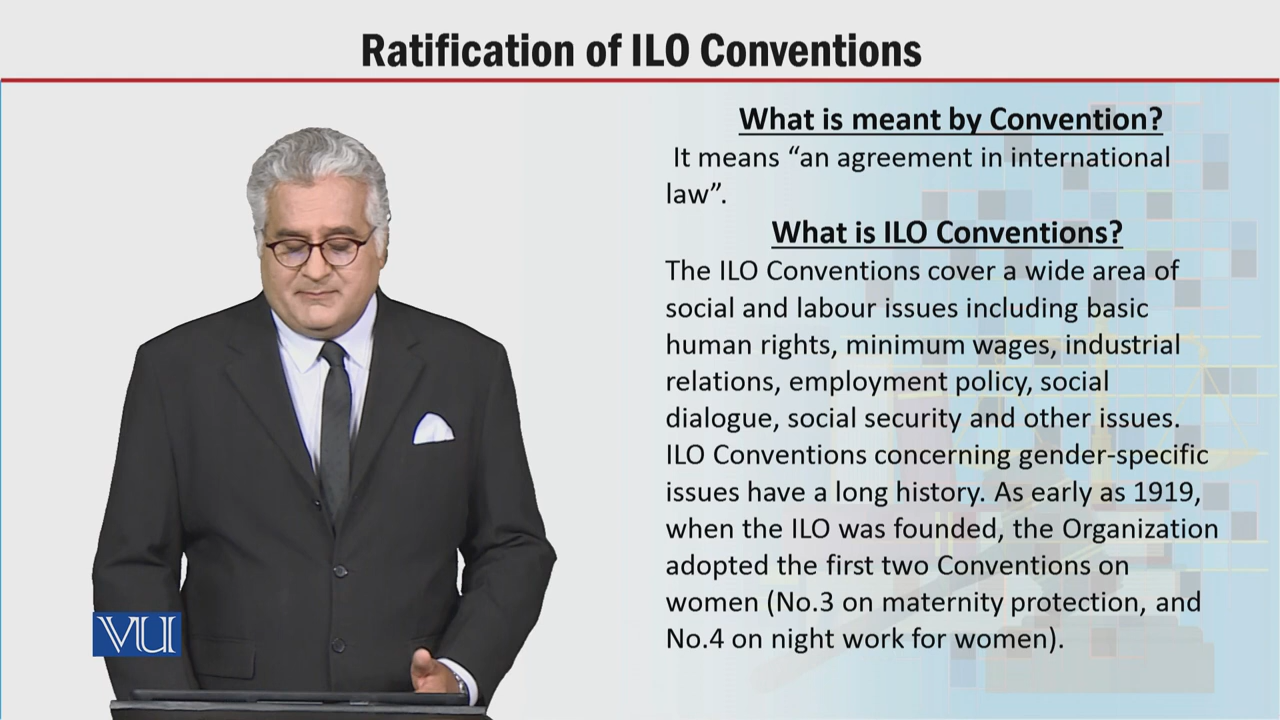 Ratification of ILO Conventions
What is meant by Convention?
It means “an agreement in international
law”.
What is ILO Conventions?
The ILO Conventions cover a wide area of
social and labour issues including basic
human rights, minimum wages, industrial
relations, employment policy, social
dialogue, social security and other issues.
ILO Conventions concerning gender-specific
issues have a long history. As early as 1919,
when the ILO was founded, the Organization
adopted the first two Conventions on
women (No.3 on maternity protection, and
No.4 on night work for women).
VU